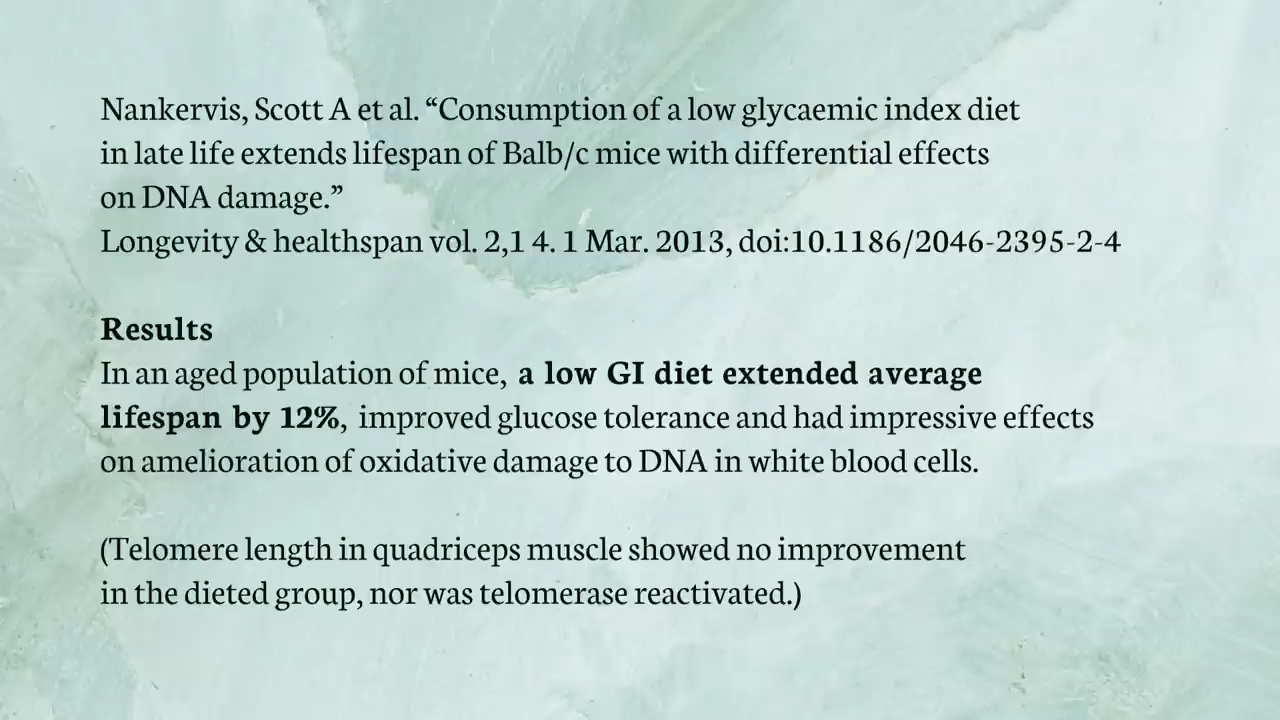 Nankervis, Scott A et al. “Consumption of a low glycaemic index diet
in late life extends lifespan of Balb/c mice with differential effects
on DNA damage.”
Longevity & healthspan vol. 2,1 4. 1 Mar. 2013, doi:10.1186/2046-2395-2-4
Results
In an aged population of mice, a low GI diet extended average
lifespan by 12%, improved glucose tolerance and had impressive effects
on amelioration of oxidative damage to DNA in white blood cells.
(Telomere length in quadriceps muscle showed no improvement
in the dieted group, nor was telomerase reactivated.)